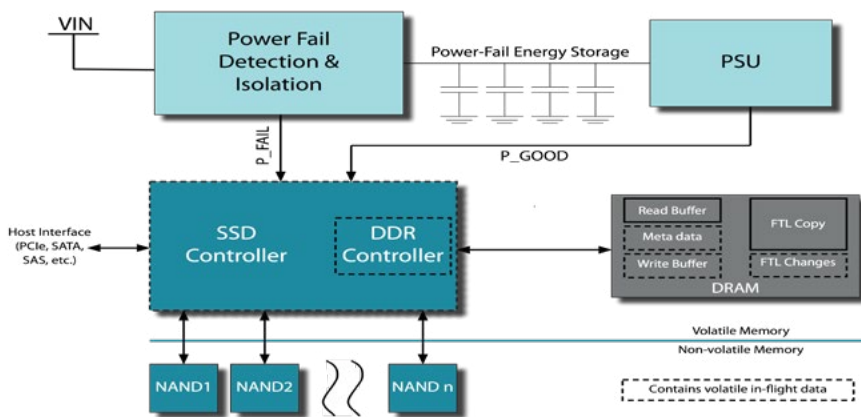 VIN
Power Fail
Detection &
Isolation
Power-Fail Energy Storage
PSU
P_FAIL
P_GOOD
Host Interface
(PCIe, SATA,
SAS, etc.)
SSD
Controller
DDR
Controller
Read Buffer
Meta data
Write Buffer
FTL Copy
FTL Changes
DRAM
Volatile Memory
Non-volatile Memory
NAND1
NAND2
NAND n
Contains volatile in-flight data